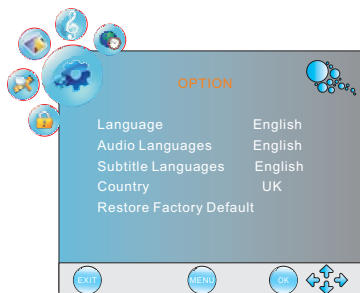 OPTION
Language English
Audio Languages English
Subtitle Languages English
Country UK
Restore Factory Default
EXIT MENU OK